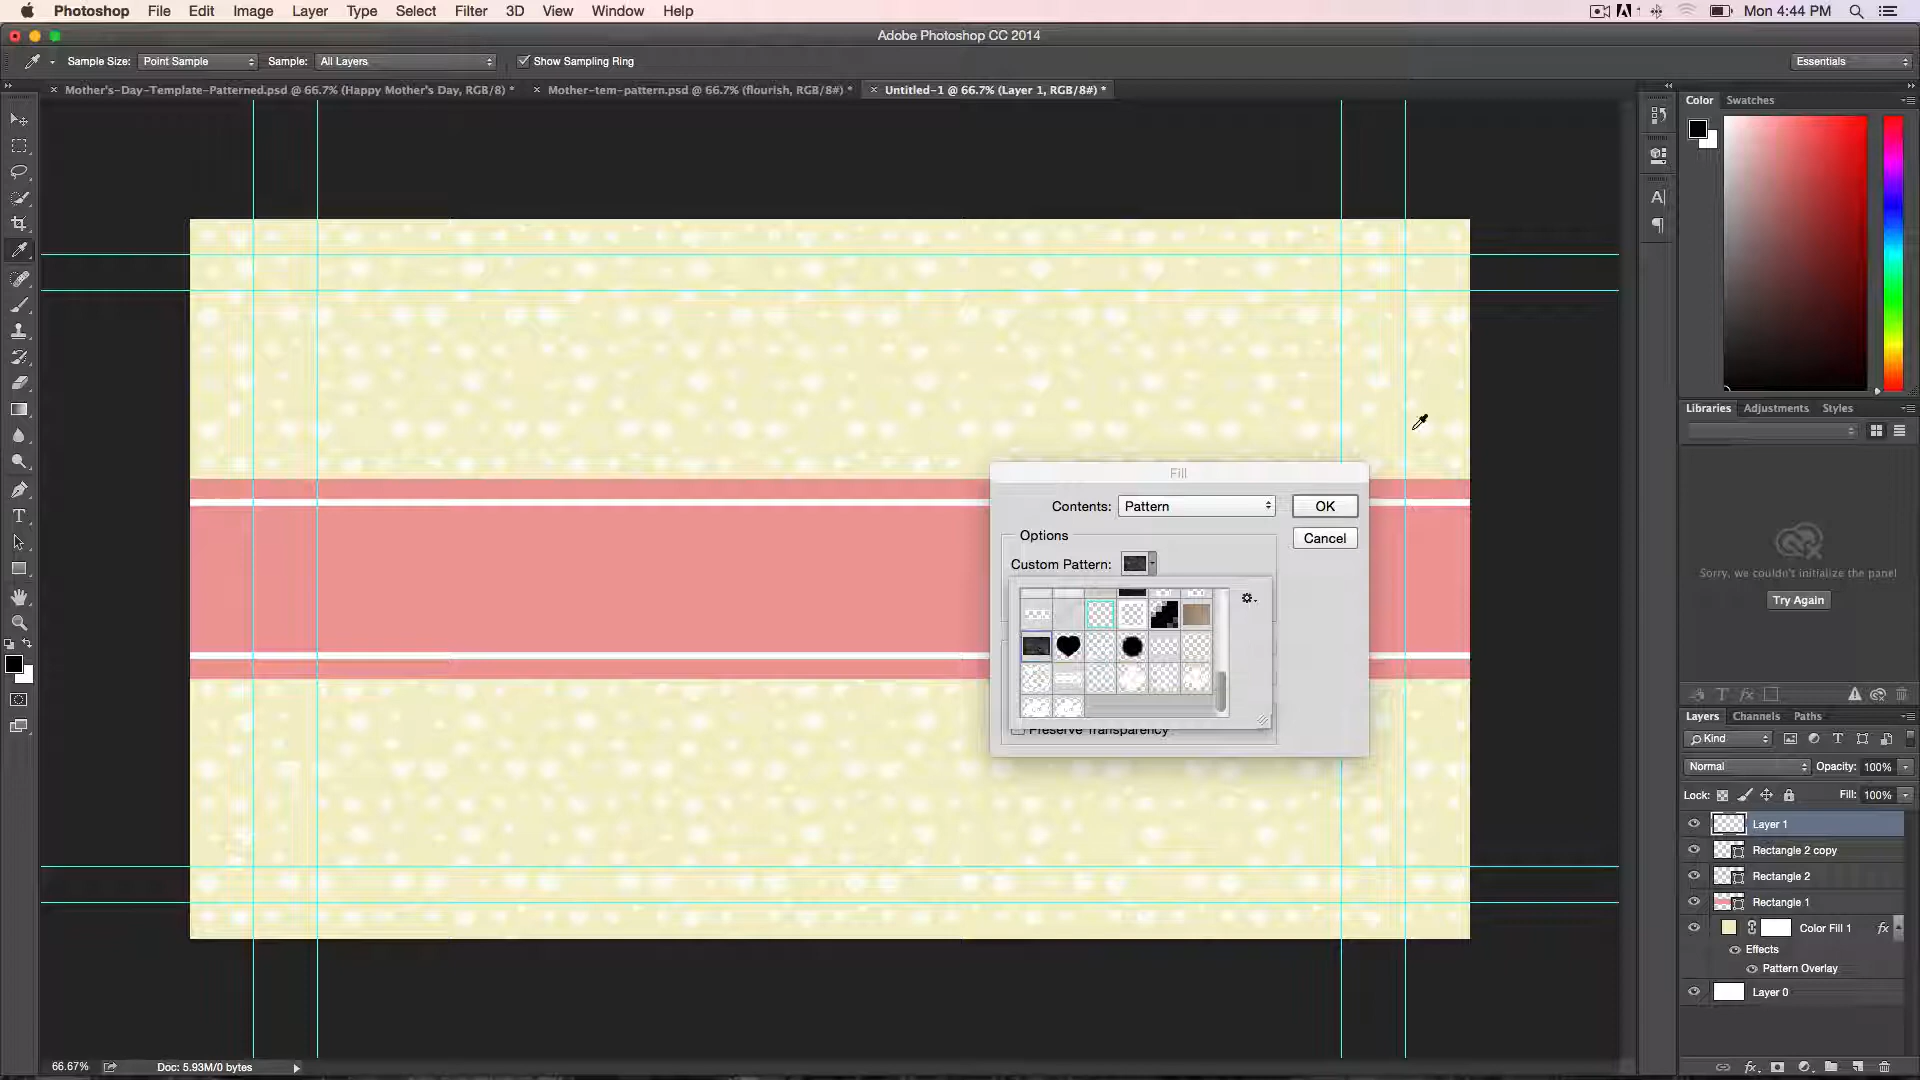 Photoshop File Edit Image Layer Type Select Filter 3D View Window Help 1 Mon 4:44 PM
Adobe Photoshop CC 2014
Sample Size: Point Sample Sample: All Layers Show Sampling Ring Essentials
Mother's-Day-Template-Patterned.psd @ 66.7% (Happy Mother's Day, RGB/8) * Mother-tem-pattern.psd @ 66.7% (flourish, RGB/8#) * Untitled-1 @ 66.7% (Layer 1, RGB/8#) *
Color Swatches
Libraries Adjustments Styles
Sorry, we couldn't initialize the panel
Try Again
Fill
Contents: Pattern OK
Options
Cancel
Custom Pattern:
Preserve Transparency
Layers Channels Paths
Kind
Normal Opacity: 100%
Lock: Fill: 100%
Layer 1
Rectangle 2 copy
Rectangle 2
Rectangle 1
Color Fill 1 fx
Effects
Pattern Overlay
Layer 0
66.67% Doc: 5.93M/0 bytes